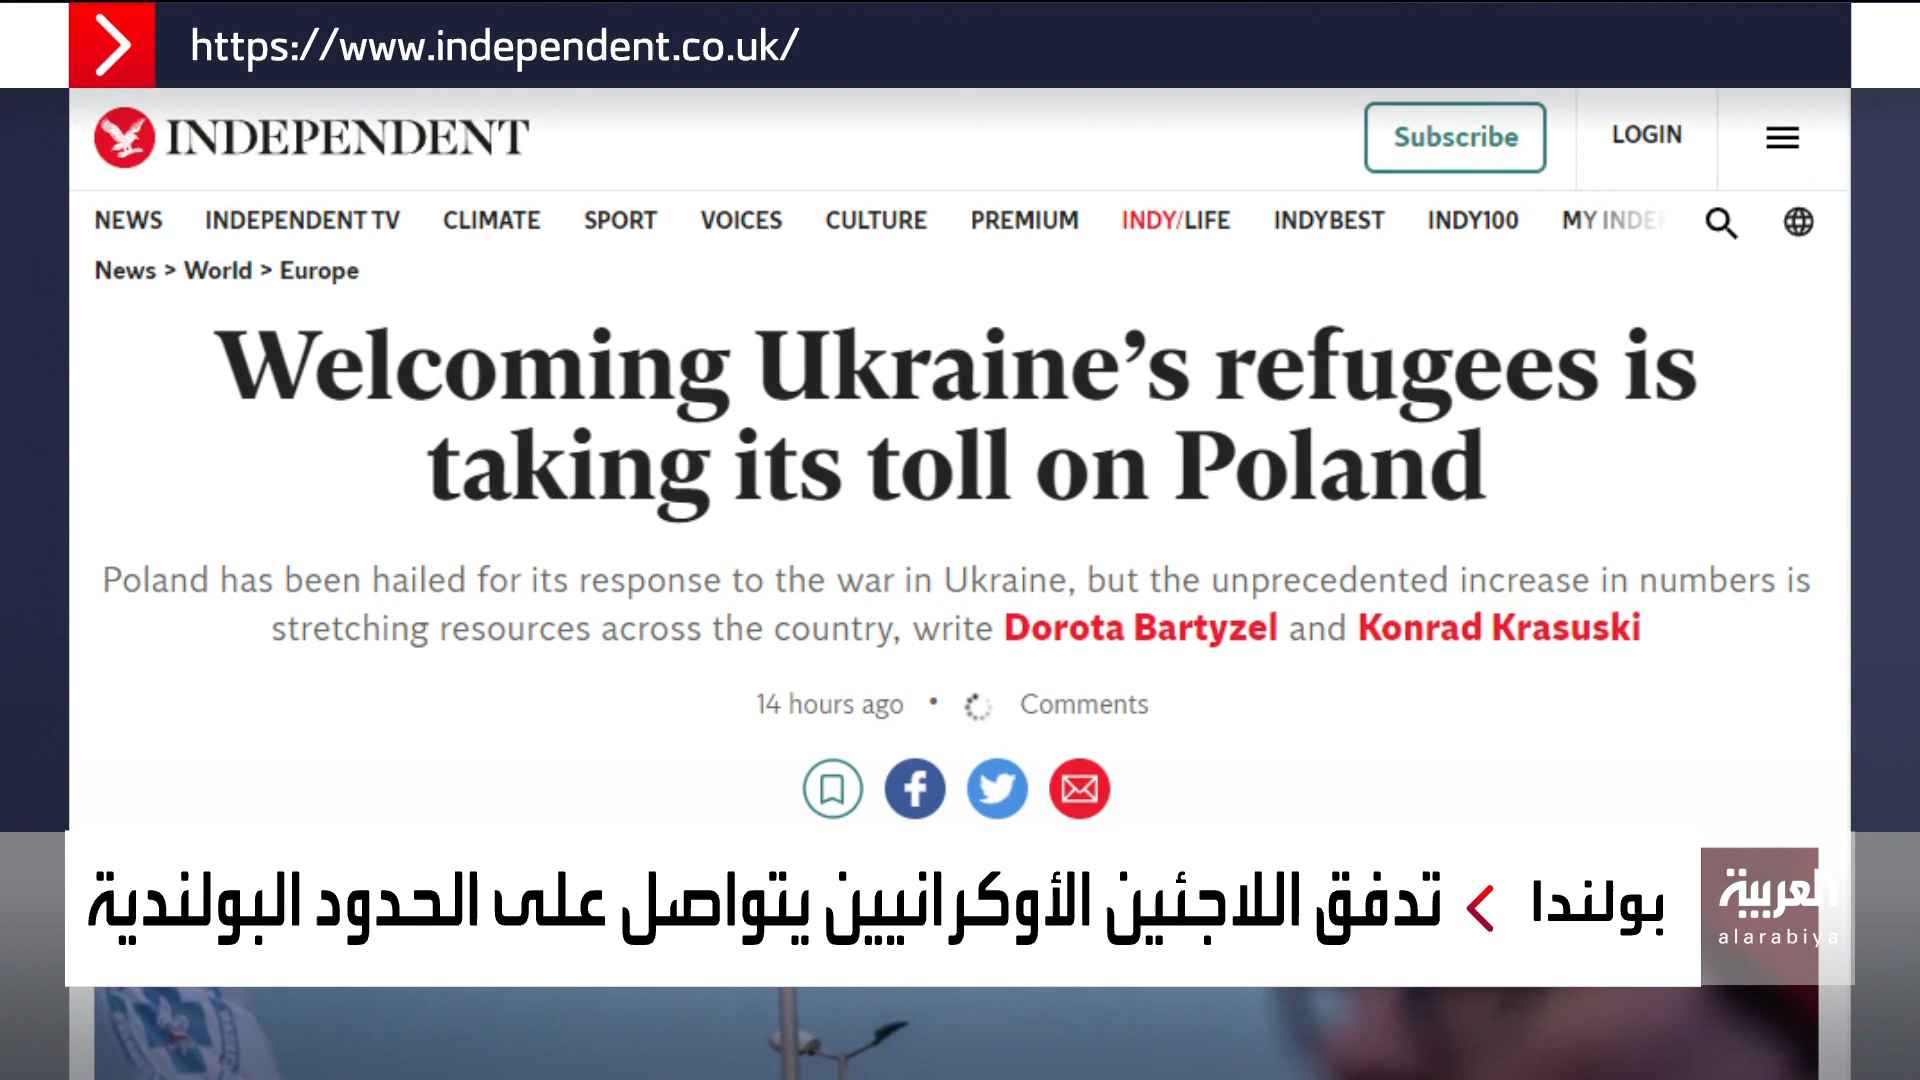 https://www.independent.co.uk/
INDEPENDENT
Subscribe
LOGIN
NEWS INDEPENDENT TV CLIMATE SPORT VOICES CULTURE PREMIUM INDY/LIFE INDYBEST INDY100 MY INDE
News > World > Europe
Welcoming Ukraine’s refugees is
taking its toll on Poland
Poland has been hailed for its response to the war in Ukraine, but the unprecedented increase in numbers is
stretching resources across the country, write Dorota Bartyzel and Konrad Krasuski
14 hours ago • Comments
العربية
alarabiya
بولندا > تدفق اللاجئين الأوكرانيين يتواصل على الحدود البولندية